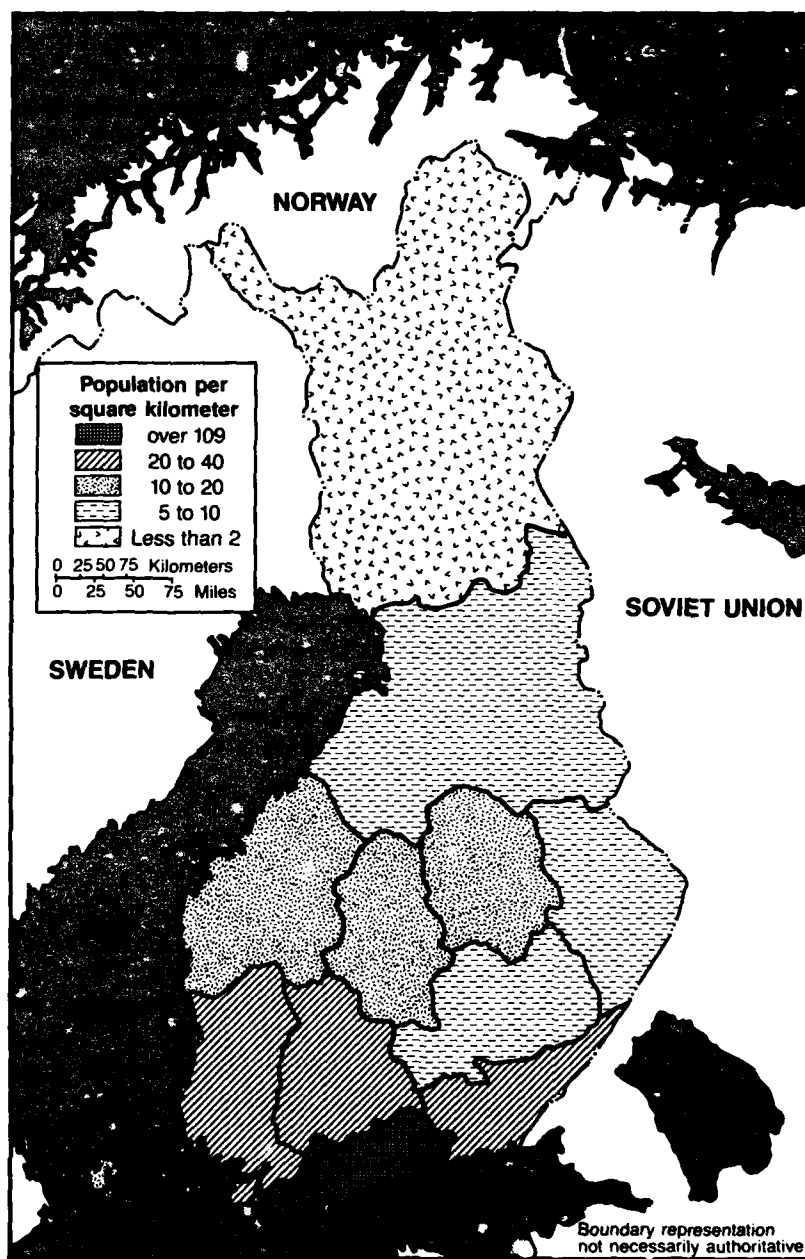 NORWAY
Population per
square kilometer
over 109
20 to 40
10 to 20
5 to 10
Less than 2
0 25 50 75 Kilometers
0 25 50 75 Miles
SOVIET UNION
SWEDEN
Boundary representation
not necessarily authoritative